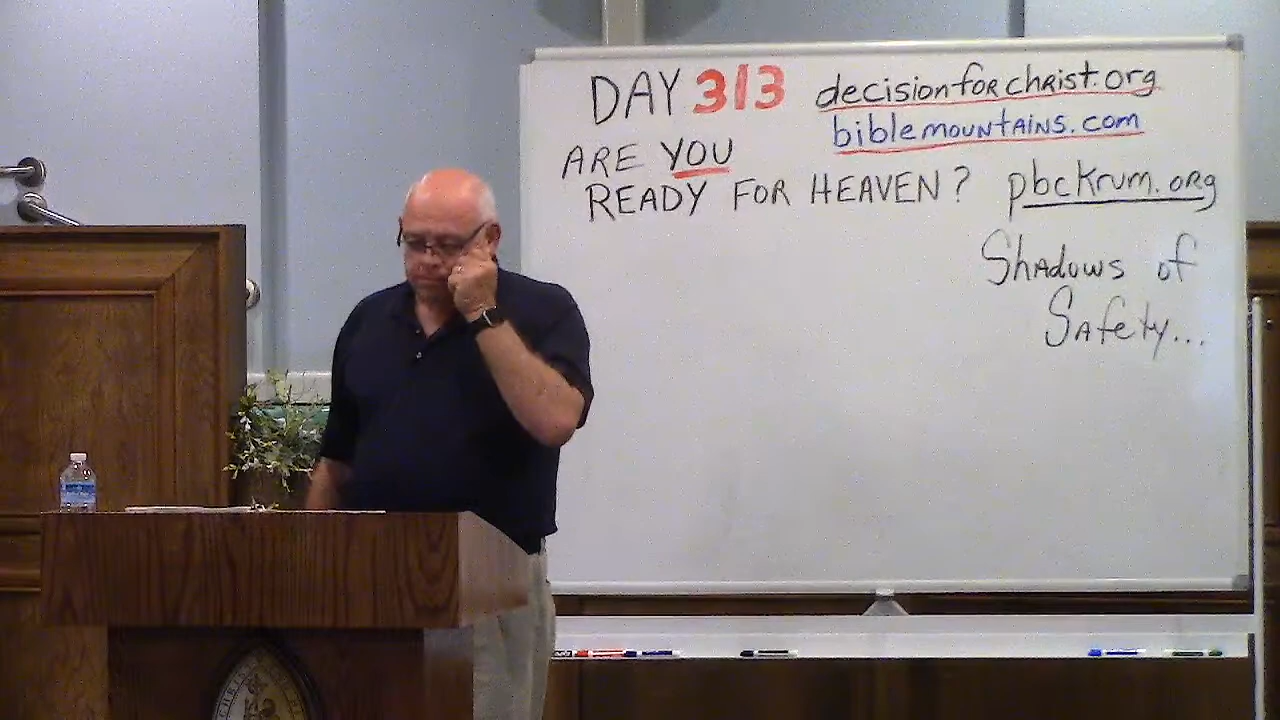 DAY 313 decisionforchrist.org
biblemountains.com
ARE YOU
READY FOR HEAVEN? pbckrum.org
Shadows of
Safety...